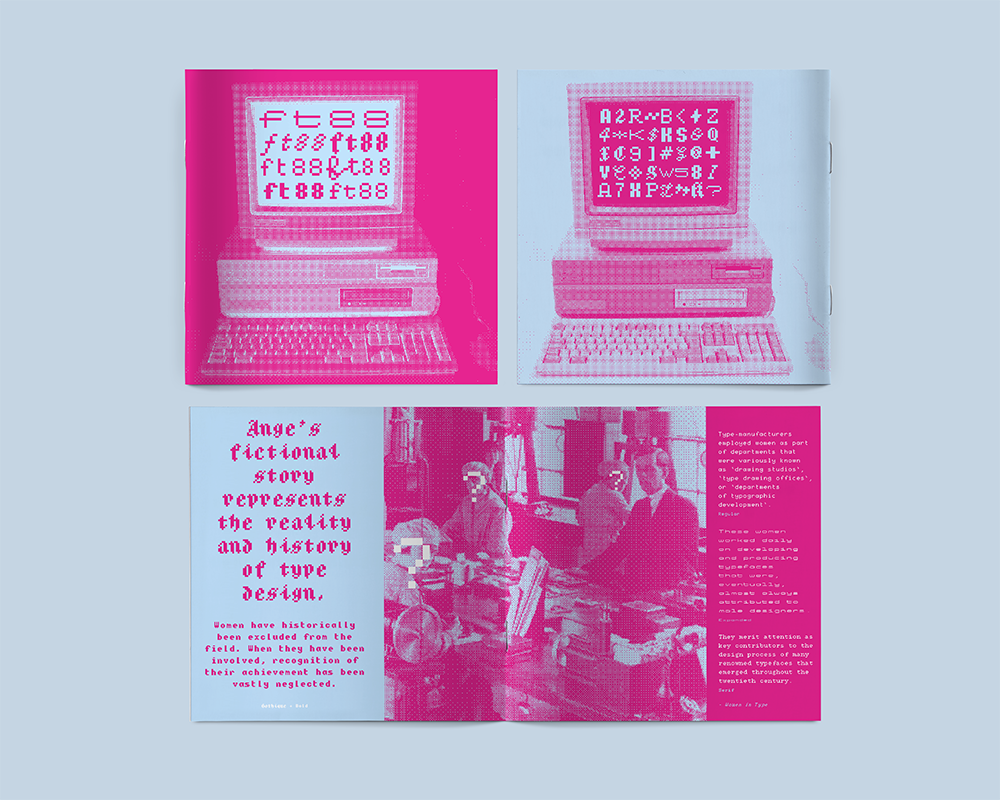 ft88
ft88ft88
ft88ft88
ft88ft88
Ange's
fictional
story
represents
the reality
and history
of type
design.
Women have historically
been excluded from the
field. When they have been
involved, recognition of
their achievement has been
vastly neglected.
? ? ?
Type-manufacturers
employed women as part
of departments that
were variously known
as 'drawing studios',
'type drawing offices',
or 'departments
of typographic
development'.
Regular
These women
worked daily
on developing
and producing
typefaces
that were,
eventually,
almost always
attributed to
male designers.
Expanded
They merit attention as
key contributors to the
design process of many
renowned typefaces that
emerged throughout the
twentieth century.
Serif
- Women in Type